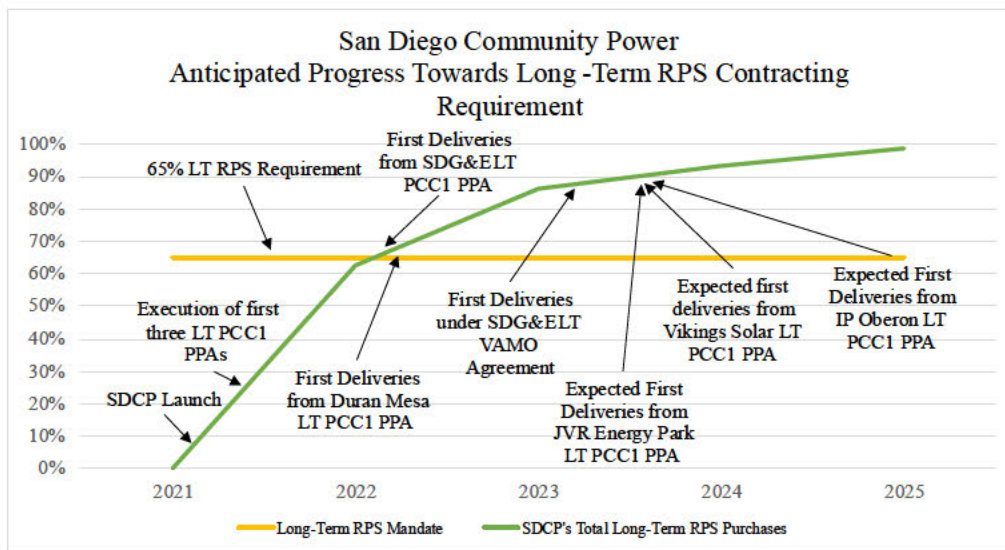 San Diego Community Power
Anticipated Progress Towards Long -Term RPS Contracting
Requirement
100%
90%
80%
70%
60%
50%
40%
30%
20%
10%
0%
65% LT RPS Requirement
First Deliveries
from SDG&ELT
PCC1 PPA
Execution of first
three LT PCC1
PPAs
SDCP Launch
First Deliveries
from Duran Mesa
LT PCC1 PPA
First Deliveries
under SDG&ELT
VAMO
Agreement
Expected First
Deliveries from
JVR Energy Park
LT PCC1 PPA
Expected first
deliveries from
Vikings Solar LT
PCC1 PPA
Expected First
Deliveries from
IP Oberon LT
PCC1 PPA
2021
2022
2023
2024
2025
Long-Term RPS Mandate
SDCP's Total Long-Term RPS Purchases